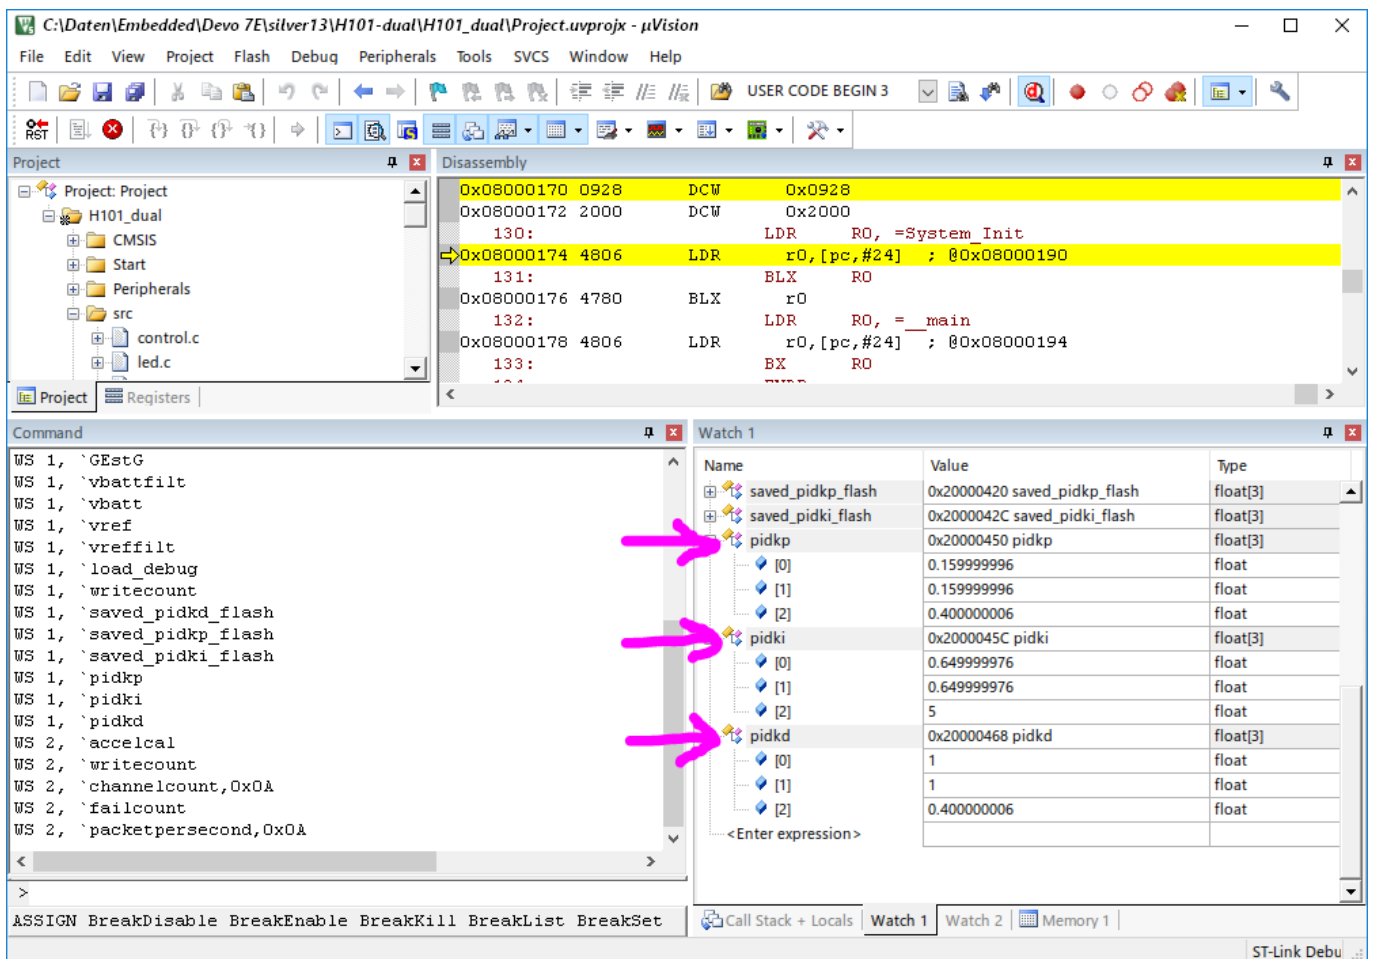 C:\Daten\Embedded\Devo 7E\silver13\H101-dual\H101_dual\Project.uvprojx - µVision
File Edit View Project Flash Debug Peripherals Tools SVCS Window Help
USER CODE BEGIN 3
RST
Project
Project: Project
H101_dual
CMSIS
Start
Peripherals
src
control.c
led.c
Project Registers
Disassembly
0x08000170 0928 DCW 0x0928
0x08000172 2000 DCW 0x2000
130: LDR R0, =System_Init
0x08000174 4806 LDR r0,[pc,#24] ; @0x08000190
131: BLX R0
0x08000176 4780 BLX r0
132: LDR R0, =__main
0x08000178 4806 LDR r0,[pc,#24] ; @0x08000194
133: BX R0
Command
WS 1, `GEstG
WS 1, `vbattfilt
WS 1, `vbatt
WS 1, `vref
WS 1, `vreffilt
WS 1, `load_debug
WS 1, `writecount
WS 1, `saved_pidkd_flash
WS 1, `saved_pidkp_flash
WS 1, `saved_pidki_flash
WS 1, `pidkp
WS 1, `pidki
WS 1, `pidkd
WS 2, `accelcal
WS 2, `writecount
WS 2, `channelcount,0x0A
WS 2, `failcount
WS 2, `packetpersecond,0x0A
>
ASSIGN BreakDisable BreakEnable BreakKill BreakList BreakSet
Watch 1
Name Value Type
saved_pidkp_flash 0x20000420 saved_pidkp_flash float[3]
saved_pidki_flash 0x2000042C saved_pidki_flash float[3]
pidkp 0x20000450 pidkp float[3]
[0] 0.159999996 float
[1] 0.159999996 float
[2] 0.400000006 float
pidki 0x2000045C pidki float[3]
[0] 0.649999976 float
[1] 0.649999976 float
[2] 5 float
pidkd 0x20000468 pidkd float[3]
[0] 1 float
[1] 1 float
[2] 0.400000006 float
<Enter expression>
Call Stack + Locals Watch 1 Watch 2 Memory 1
ST-Link Debu